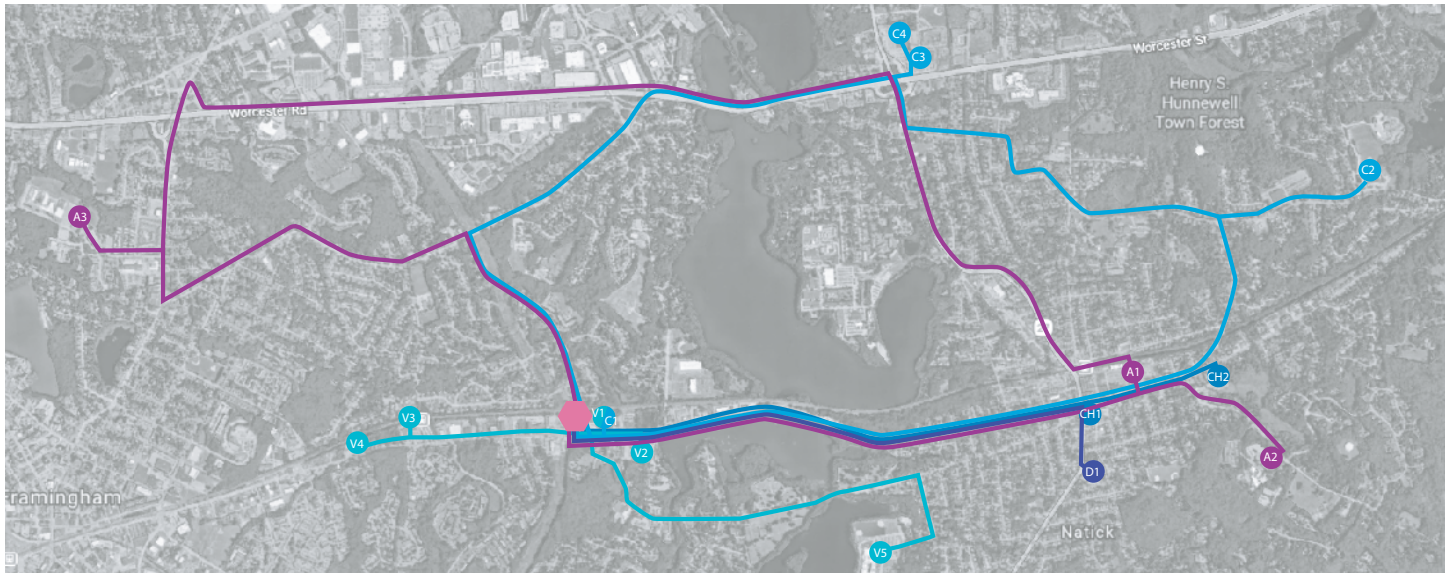 C4
C3
Worcester St
Henry S.
Hunnewell
Town Forest
Worcester Rd
C2
A3
A1
CH2
V1
C1
V3
CH1
V4
V2
A2
D1
Framingham
Natick
V5